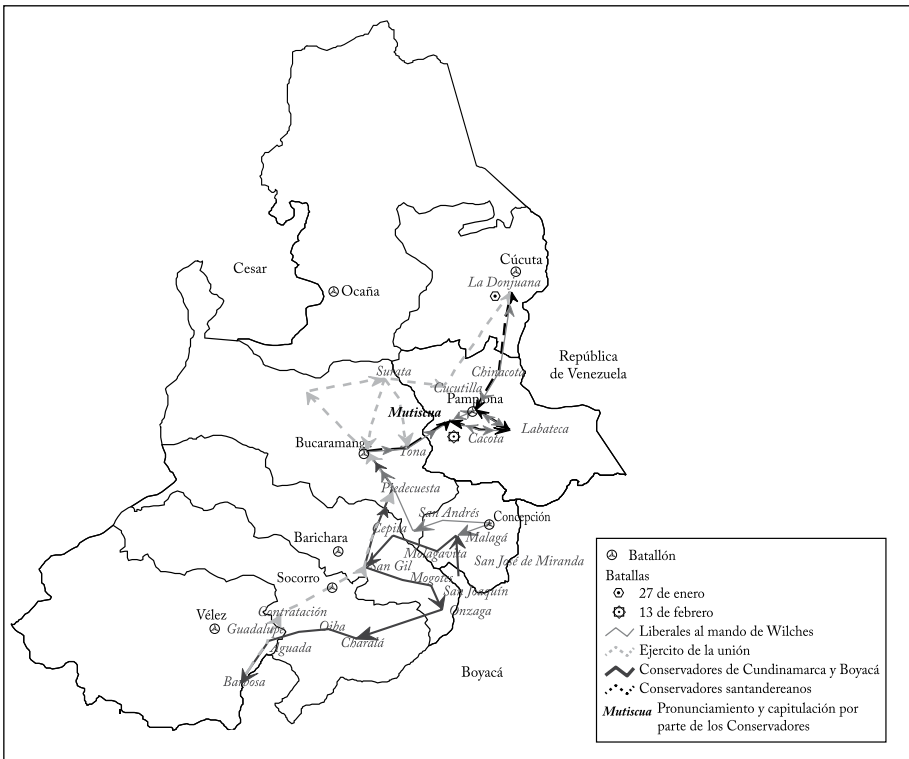 Cúcuta
La Donjuana
Cesar
Ocaña
República
de Venezuela
Surata
Chinacota
Cucutilla
Pamplona
Mutiscua
Labateca
Cacota
Bucaramang
Tona
Piedecuesta
San Andrés
Concepción
Cepita
Malagá
Barichara
Molagavita
San José de Miranda
San Gil
Mogotes
Socorro
San Joaquín
Onzaga
Vélez
Contratación
Guadalupe
Oiba
Charalá
Aguada
Barbosa
Boyacá
Batallón
Batallas
27 de enero
13 de febrero
Liberales al mando de Wilches
Ejercito de la unión
Conservadores de Cundinamarca y Boyacá
Conservadores santandereanos
Mutiscua Pronunciamiento y capitulación por
parte de los Conservadores